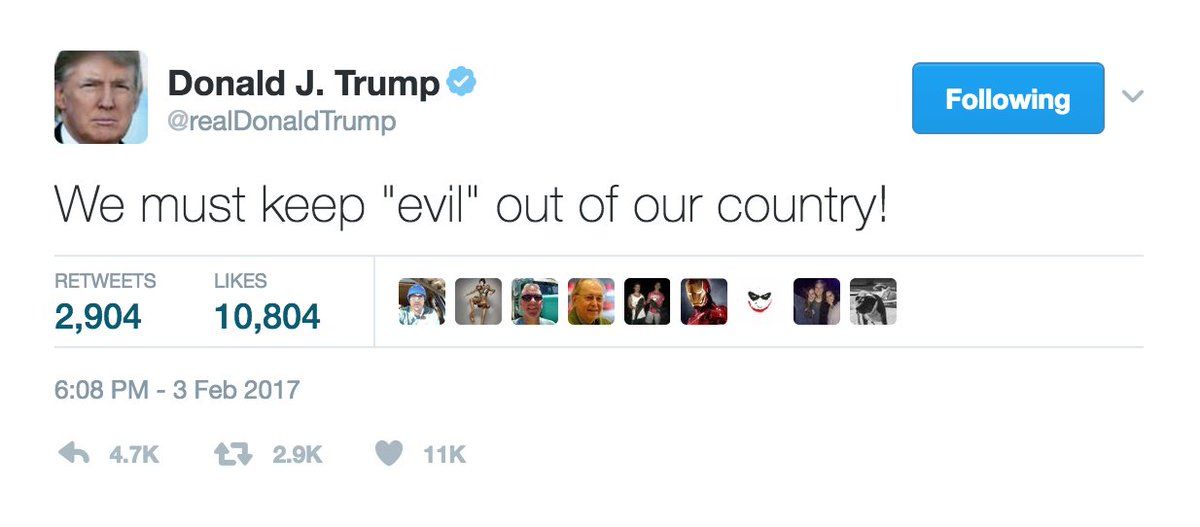 Donald J. Trump
@realDonaldTrump
Following
We must keep "evil" out of our country!
RETWEETS LIKES
2,904 10,804
6:08 PM - 3 Feb 2017
4.7K 2.9K 11K